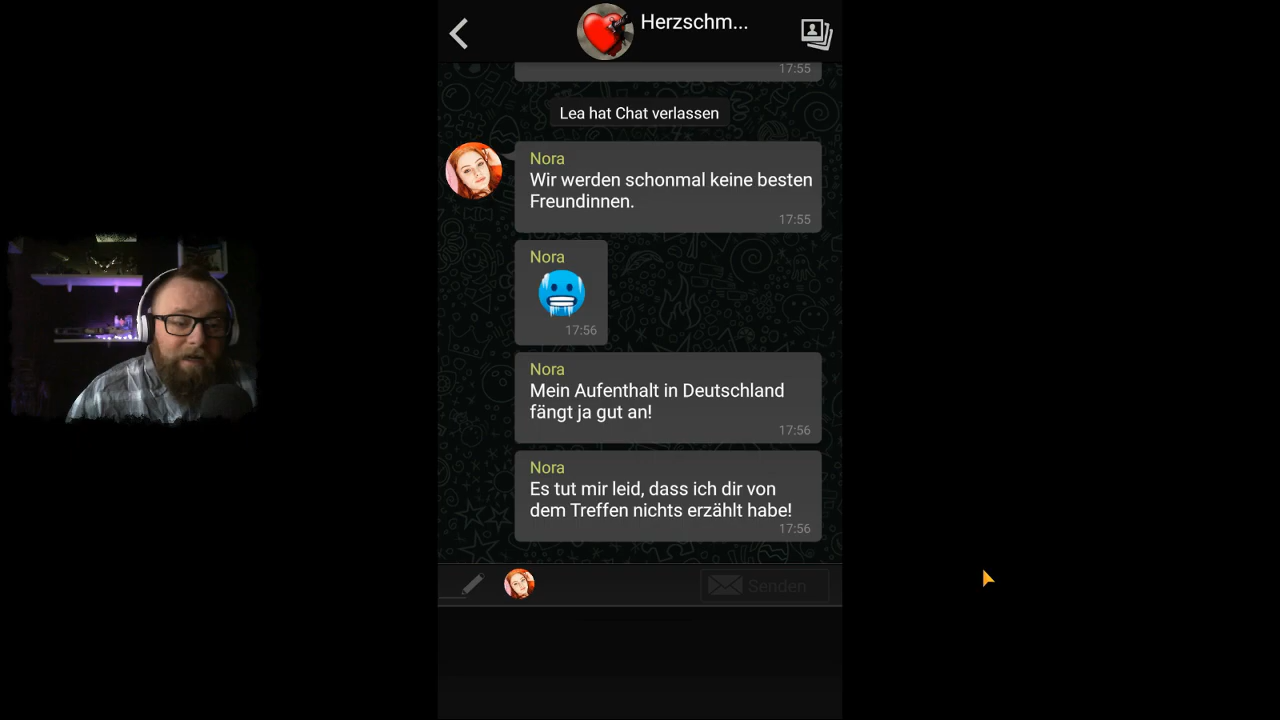 Herzschm...
17:55
Lea hat Chat verlassen
Nora
Wir werden schonmal keine besten
Freundinnen.
17:55
Nora
17:56
Nora
Mein Aufenthalt in Deutschland
fängt ja gut an!
17:56
Nora
Es tut mir leid, dass ich dir von
dem Treffen nichts erzählt habe!
17:56
Senden